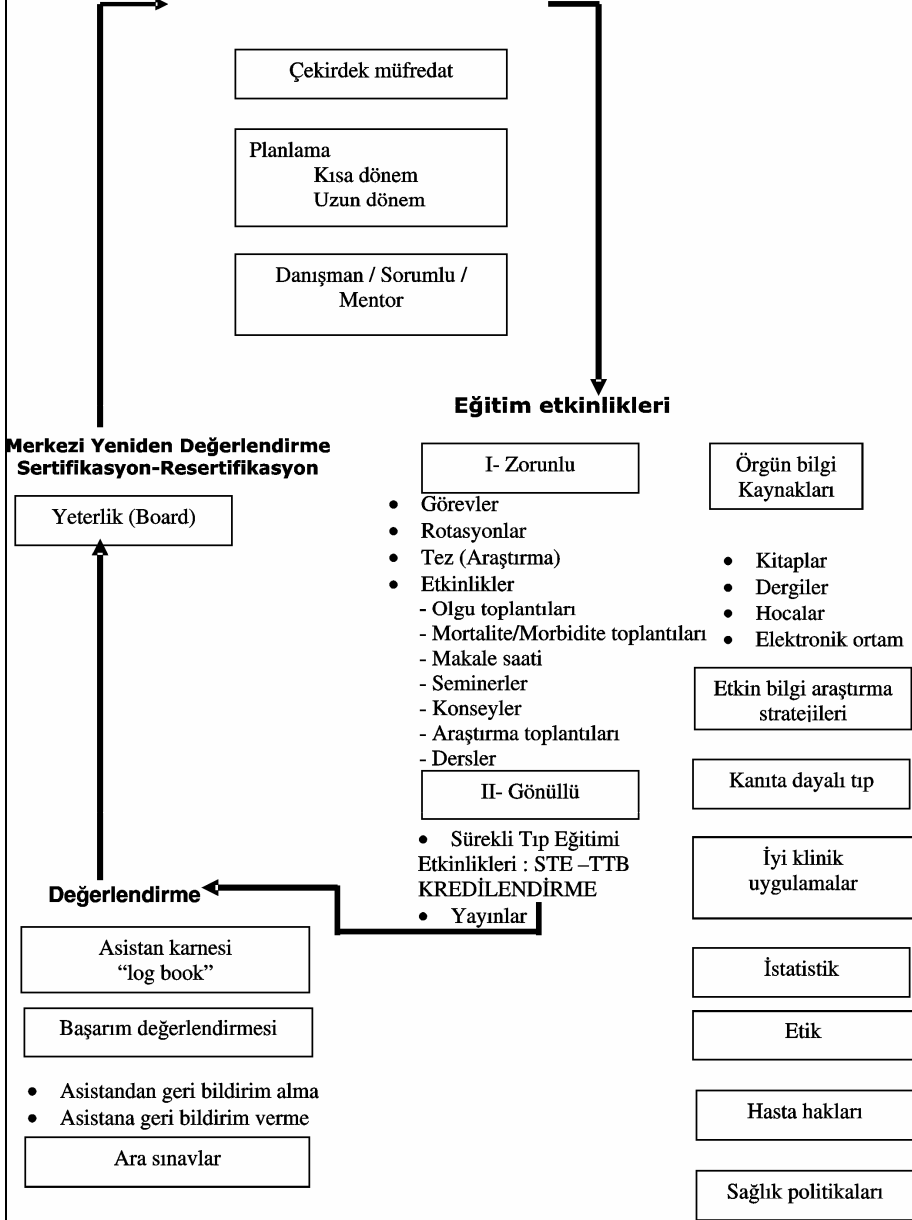 Çekirdek müfredat
Planlama
Kısa dönem
Uzun dönem
Danışman / Sorumlu /
Mentor
Eğitim etkinlikleri
Merkezi Yeniden Değerlendirme
Sertifikasyon-Resertifikasyon
Yeterlik (Board)
I- Zorunlu
• Görevler
• Rotasyonlar
• Tez (Araştırma)
• Etkinlikler
- Olgu toplantıları
- Mortalite/Morbidite toplantıları
- Makale saati
- Seminerler
- Konseyler
- Araştırma toplantıları
- Dersler
II- Gönüllü
• Sürekli Tıp Eğitimi
Etkinlikleri : STE –TTB
KREDİLENDİRME
• Yayınlar
Örgün bilgi
Kaynakları
• Kitaplar
• Dergiler
• Hocalar
• Elektronik ortam
Etkin bilgi araştırma
stratejileri
Kanıta dayalı tıp
İyi klinik
uygulamalar
İstatistik
Etik
Hasta hakları
Sağlık politikaları
Değerlendirme
Asistan karnesi
“log book”
Başarım değerlendirmesi
• Asistandan geri bildirim alma
• Asistana geri bildirim verme
Ara sınavlar